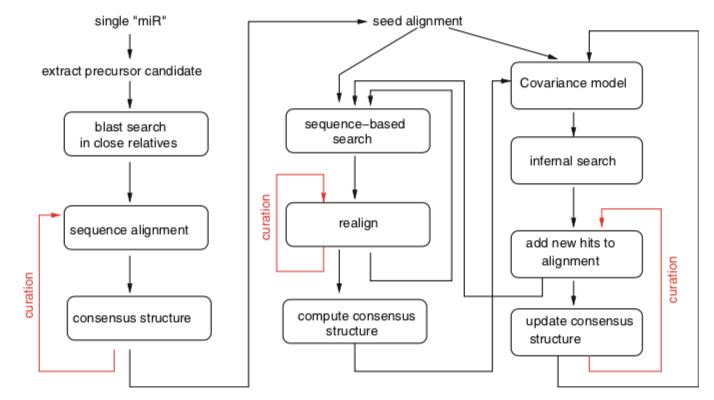 single "miR"
extract precursor candidate
blast search
in close relatives
sequence alignment
consensus structure
curation
seed alignment
sequence–based
search
realign
curation
compute consensus
structure
Covariance model
infernal search
add new hits to
alignment
update consensus
structure
curation